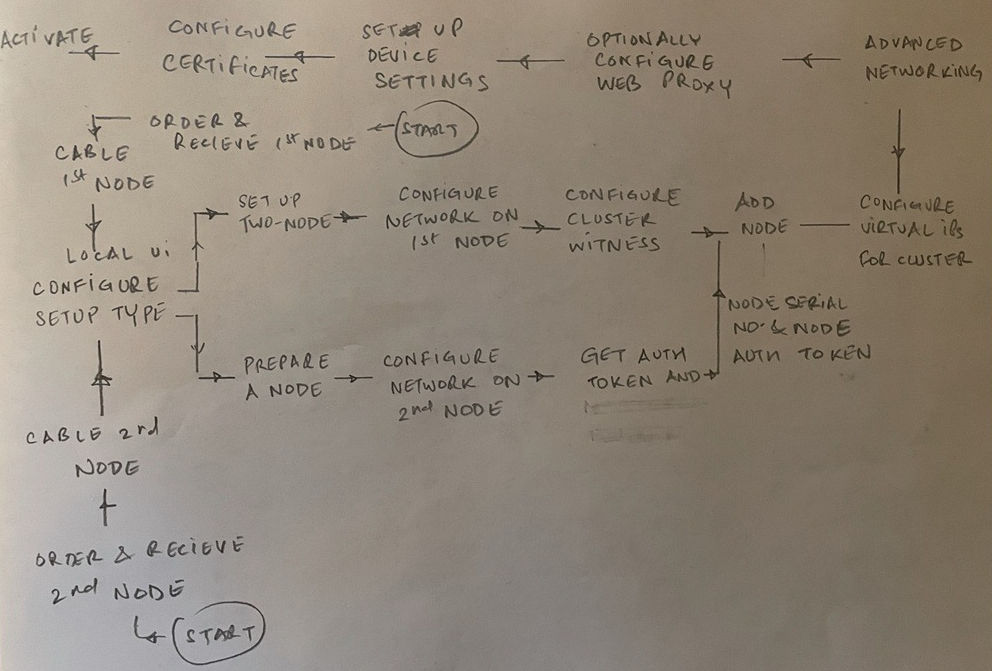 ACTIVATE
CONFIGURE
CERTIFICATES
SET UP
DEVICE
SETTINGS
OPTIONALLY
CONFIGURE
WEB PROXY
ADVANCED
NETWORKING
ORDER &
RECIEVE 1st NODE
START
CABLE
1st NODE
LOCAL Ui
CONFIGURE
SETUP TYPE
SET UP
TWO-NODE
CONFIGURE
NETWORK ON
1st NODE
CONFIGURE
CLUSTER
WITNESS
ADD
NODE
CONFIGURE
VIRTUAL IPs
FOR CLUSTER
NODE SERIAL
NO. & NODE
AUTH TOKEN
PREPARE
A NODE
CONFIGURE
NETWORK ON
2nd NODE
GET AUTH
TOKEN AND
CABLE 2nd
NODE
ORDER & RECIEVE
2nd NODE
START